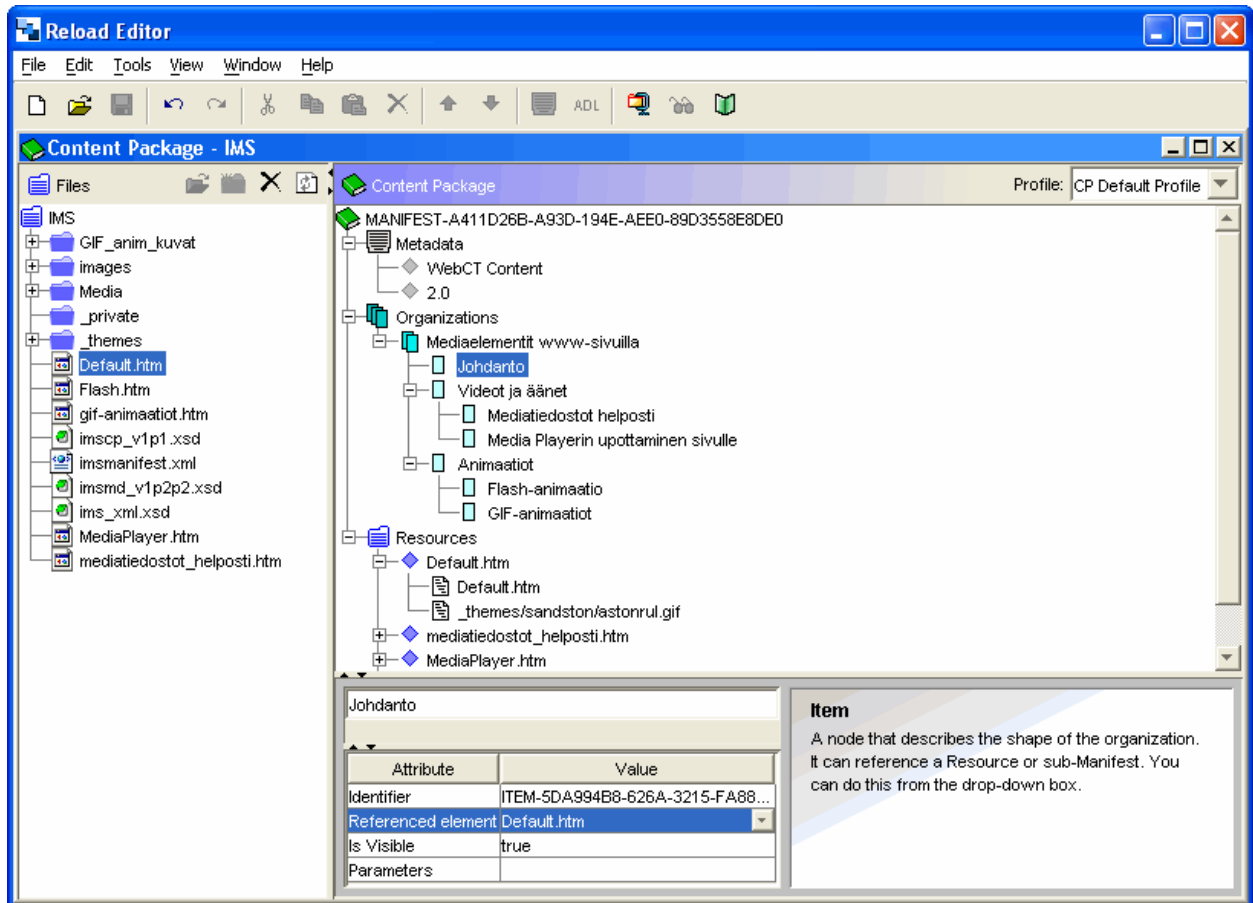 Reload Editor
File Edit Tools View Window Help
ADL
Content Package - IMS
Files
Content Package
Profile: CP Default Profile
IMS
GIF_anim_kuvat
images
Media
_private
_themes
Default.htm
Flash.htm
gif-animaatiot.htm
imscp_v1p1.xsd
imsmanifest.xml
imsmd_v1p2p2.xsd
ims_xml.xsd
MediaPlayer.htm
mediatiedostot_helposti.htm
MANIFEST-A411D26B-A93D-194E-AEE0-89D3558E8DE0
Metadata
WebCT Content
2.0
Organizations
Mediaelementit www-sivuilla
Johdanto
Videot ja äänet
Mediatiedostot helposti
Media Playerin upottaminen sivulle
Animaatiot
Flash-animaatio
GIF-animaatiot
Resources
Default.htm
Default.htm
_themes/sandston/astonrul.gif
mediatiedostot_helposti.htm
MediaPlayer.htm
Johdanto
Attribute Value
Identifier ITEM-5DA994B8-626A-3215-FA88...
Referenced element Default.htm
Is Visible true
Parameters
Item
A node that describes the shape of the organization.
It can reference a Resource or sub-Manifest. You
can do this from the drop-down box.